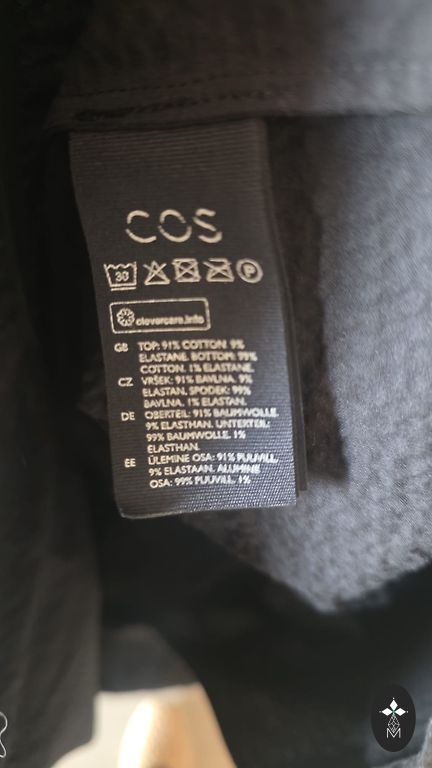 COS
30
P
clevercare.info
GB TOP: 91% COTTON. 9%
ELASTANE. BOTTOM: 99%
COTTON. 1% ELASTANE.
CZ VRŠEK: 91% BAVLNA. 9%
ELASTAN. SPODEK: 99%
BAVLNA. 1% ELASTAN.
DE OBERTEIL: 91% BAUMWOLLE.
9% ELASTHAN. UNTERTEIL:
99% BAUMWOLLE. 1%
ELASTHAN.
EE ÜLEMINE OSA: 91% PUUVILL.
9% ELASTAAN. ALUMINE
OSA: 99% PUUVILL. 1%
M